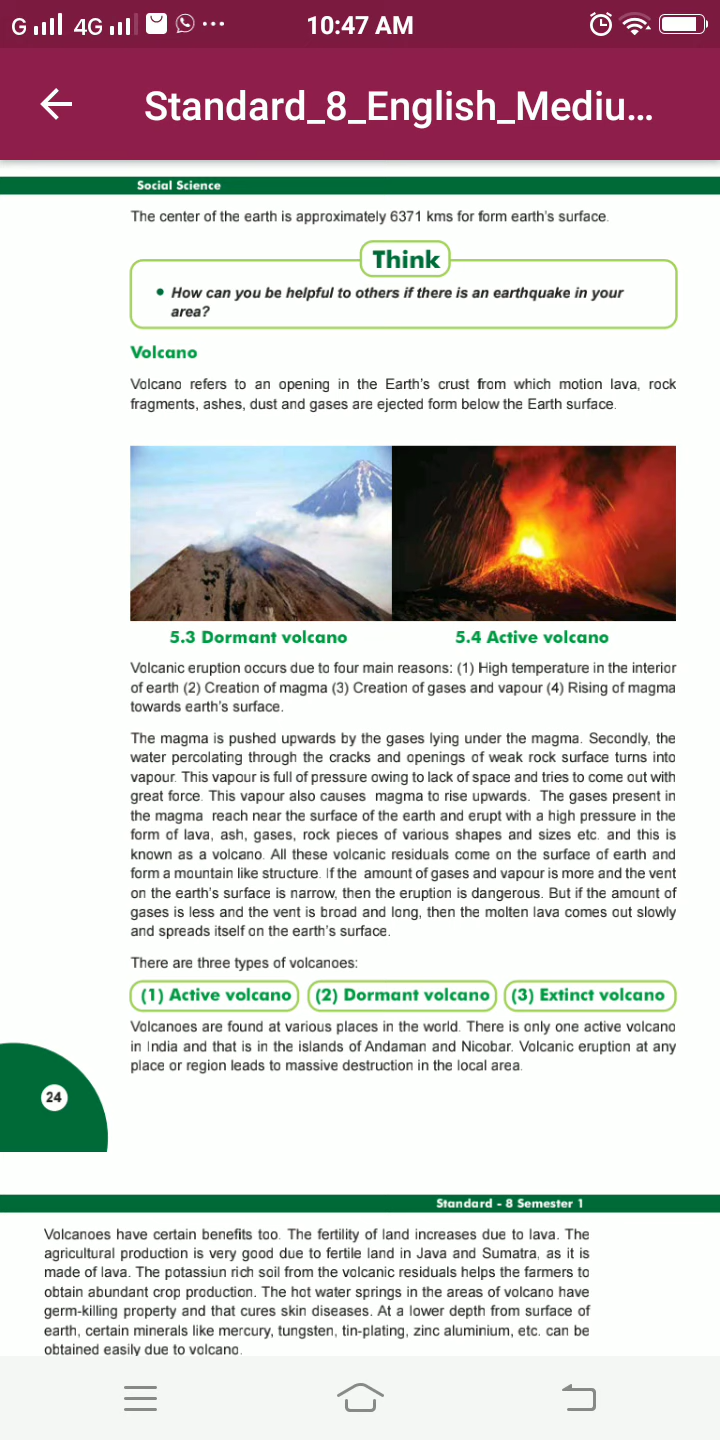 G 4G ... 10:47 AM
Standard_8_English_Mediu...
Social Science
The center of the earth is approximately 6371 kms for form earth's surface.
Think
• How can you be helpful to others if there is an earthquake in your
area?
Volcano
Volcano refers to an opening in the Earth's crust from which motion lava, rock
fragments, ashes, dust and gases are ejected form below the Earth surface.
5.3 Dormant volcano 5.4 Active volcano
Volcanic eruption occurs due to four main reasons: (1) High temperature in the interior
of earth (2) Creation of magma (3) Creation of gases and vapour (4) Rising of magma
towards earth's surface.
The magma is pushed upwards by the gases lying under the magma. Secondly, the
water percolating through the cracks and openings of weak rock surface turns into
vapour. This vapour is full of pressure owing to lack of space and tries to come out with
great force. This vapour also causes magma to rise upwards. The gases present in
the magma reach near the surface of the earth and erupt with a high pressure in the
form of lava, ash, gases, rock pieces of various shapes and sizes etc. and this is
known as a volcano. All these volcanic residuals come on the surface of earth and
form a mountain like structure. If the amount of gases and vapour is more and the vent
on the earth's surface is narrow, then the eruption is dangerous. But if the amount of
gases is less and the vent is broad and long, then the molten lava comes out slowly
and spreads itself on the earth's surface.
There are three types of volcanoes:
(1) Active volcano (2) Dormant volcano (3) Extinct volcano
Volcanoes are found at various places in the world. There is only one active volcano
in India and that is in the islands of Andaman and Nicobar. Volcanic eruption at any
place or region leads to massive destruction in the local area.
24
Standard - 8 Semester 1
Volcanoes have certain benefits too. The fertility of land increases due to lava. The
agricultural production is very good due to fertile land in Java and Sumatra, as it is
made of lava. The potassiun rich soil from the volcanic residuals helps the farmers to
obtain abundant crop production. The hot water springs in the areas of volcano have
germ-killing property and that cures skin diseases. At a lower depth from surface of
earth, certain minerals like mercury, tungsten, tin-plating, zinc aluminium, etc. can be
obtained easily due to volcano.